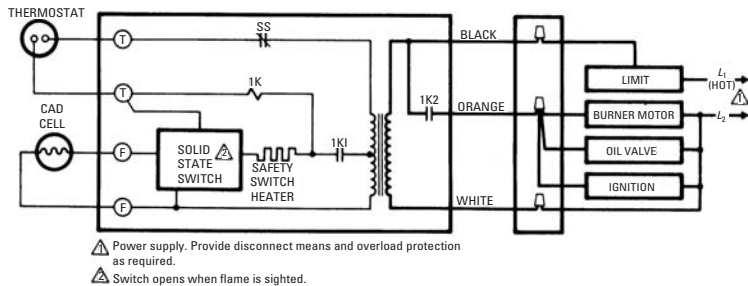 THERMOSTAT
T
SS
BLACK
1K
LIMIT
L1
(HOT)
1
T
1K2
ORANGE
BURNER MOTOR
L2
CAD
CELL
F
SOLID
STATE
SWITCH
2
SAFETY
SWITCH
HEATER
1KI
OIL VALVE
IGNITION
F
WHITE
1 Power supply. Provide disconnect means and overload protection
as required.
2 Switch opens when flame is sighted.